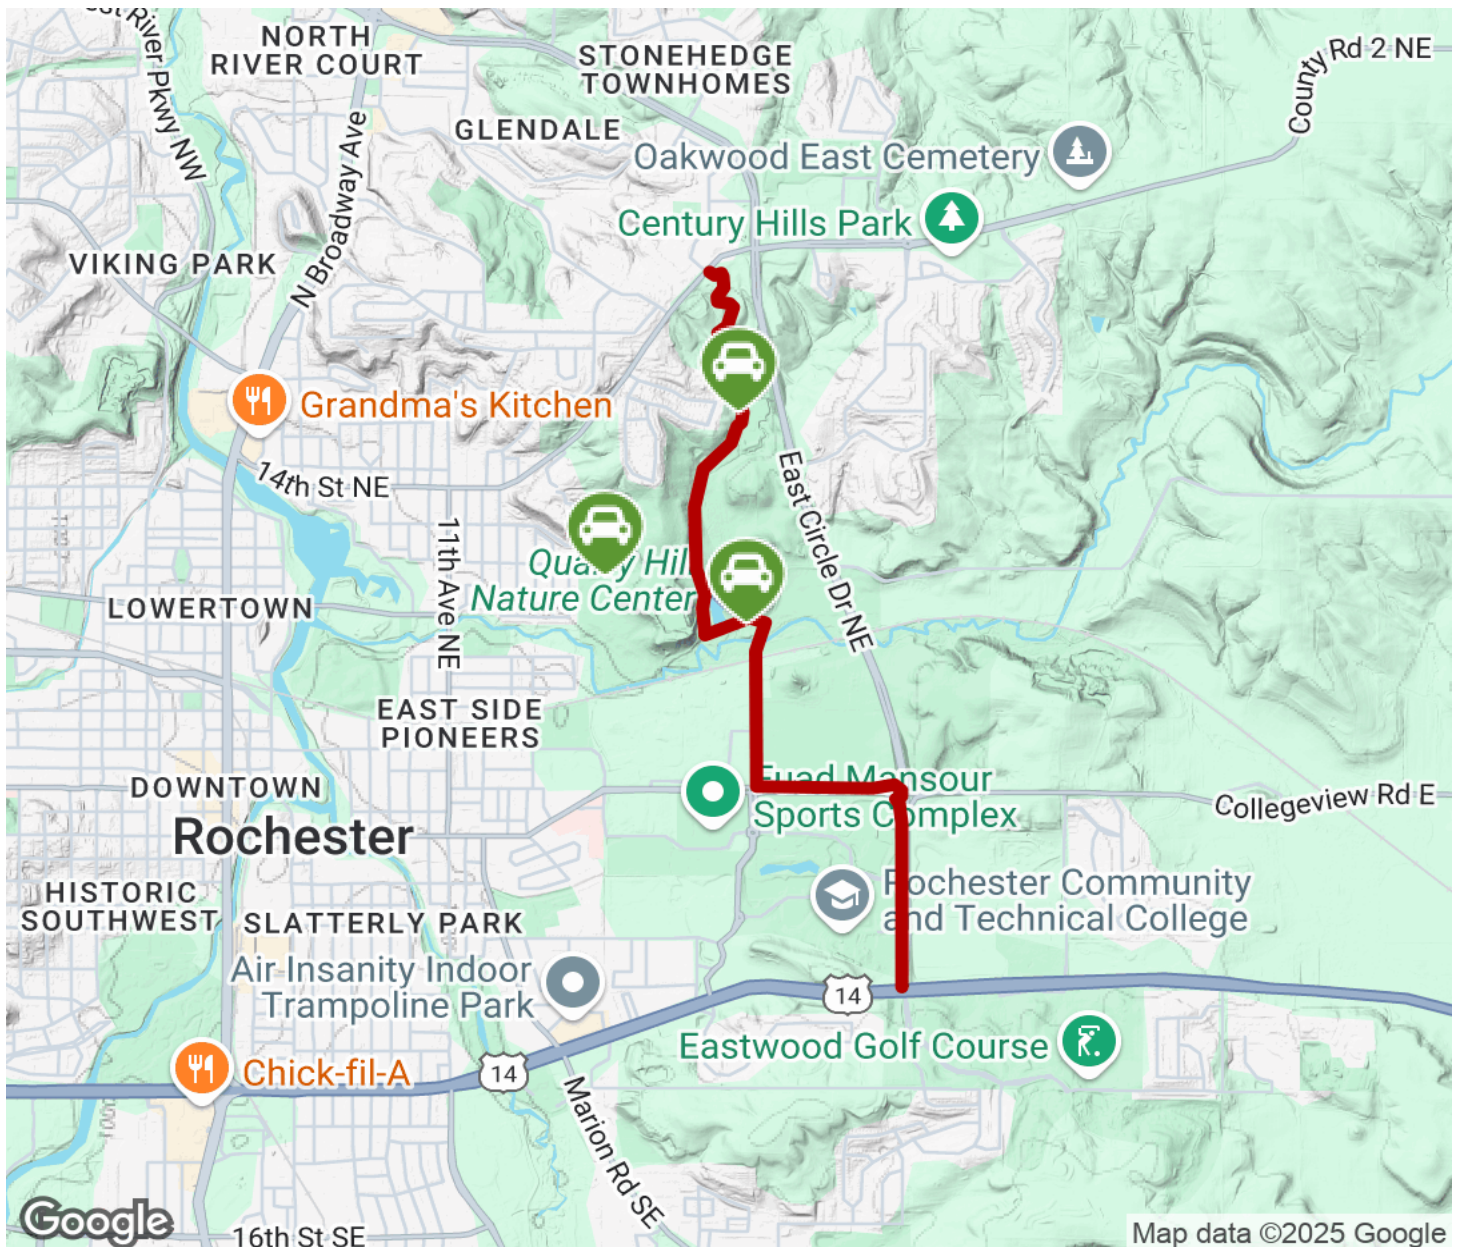 NORTH
RIVER COURT
STONEHEDGE
TOWNHOMES
County Rd 2 NE
River Pkwy NW
GLENDALE
N Broadway Ave
Oakwood East Cemetery
Century Hills Park
VIKING PARK
Grandma's Kitchen
14th St NE
East Circle Dr NE
11th Ave NE
Nature Center
LOWERTOWN
EAST SIDE
PIONEERS
DOWNTOWN
Fuad Mansour
Sports Complex
Collegeview Rd E
Rochester
HISTORIC
SOUTHWEST
SLATTERLY PARK
Rochester Community
and Technical College
Air Insanity Indoor
Trampoline Park
14
Eastwood Golf Course
Chick-fil-A
14
Marion Rd SE
Google
16th St SE
Map data ©2025 Google